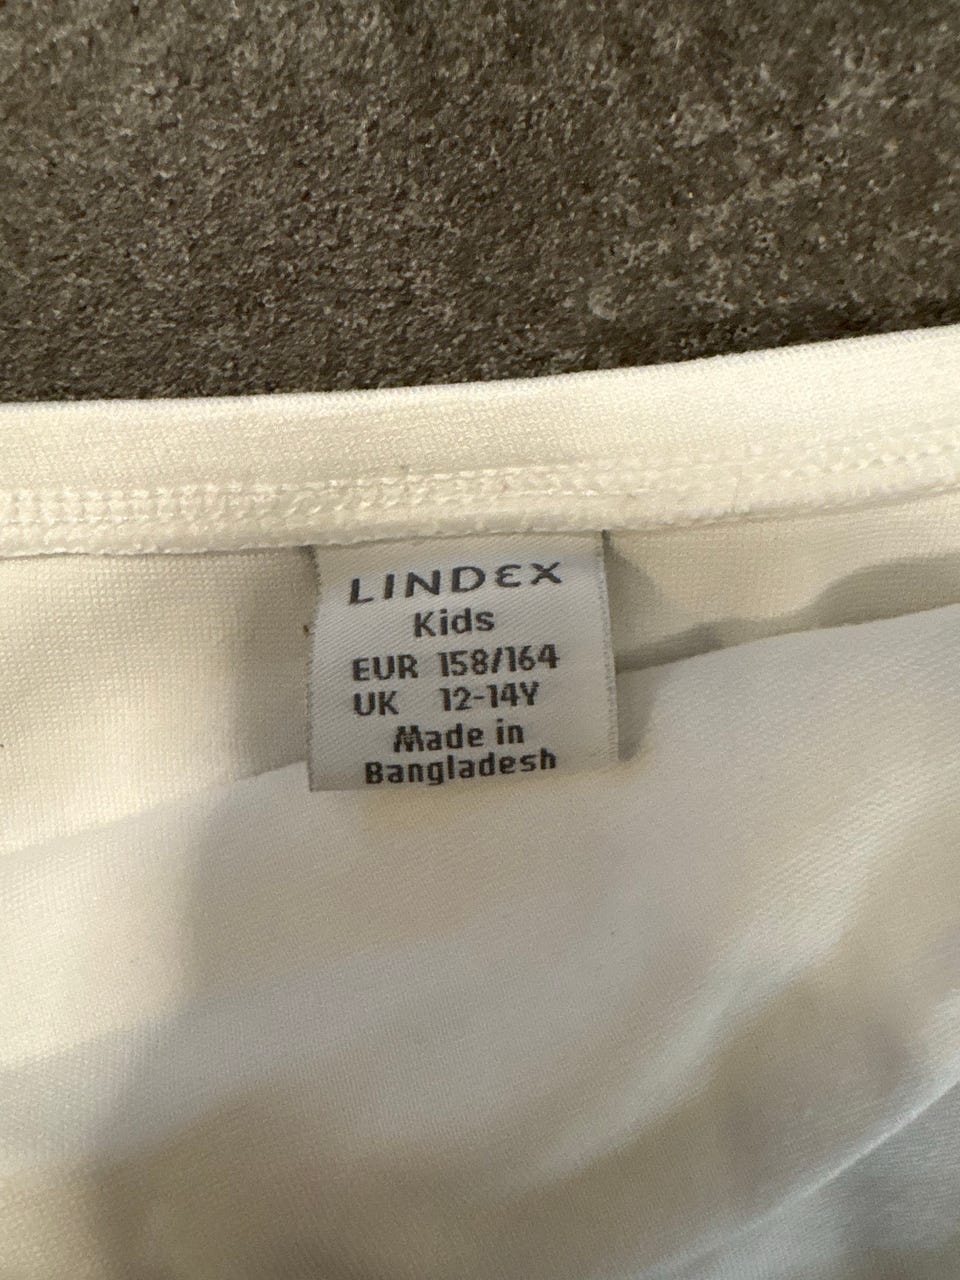 LINDEX
Kids
EUR 158/164
UK 12-14Y
Made in
Bangladesh